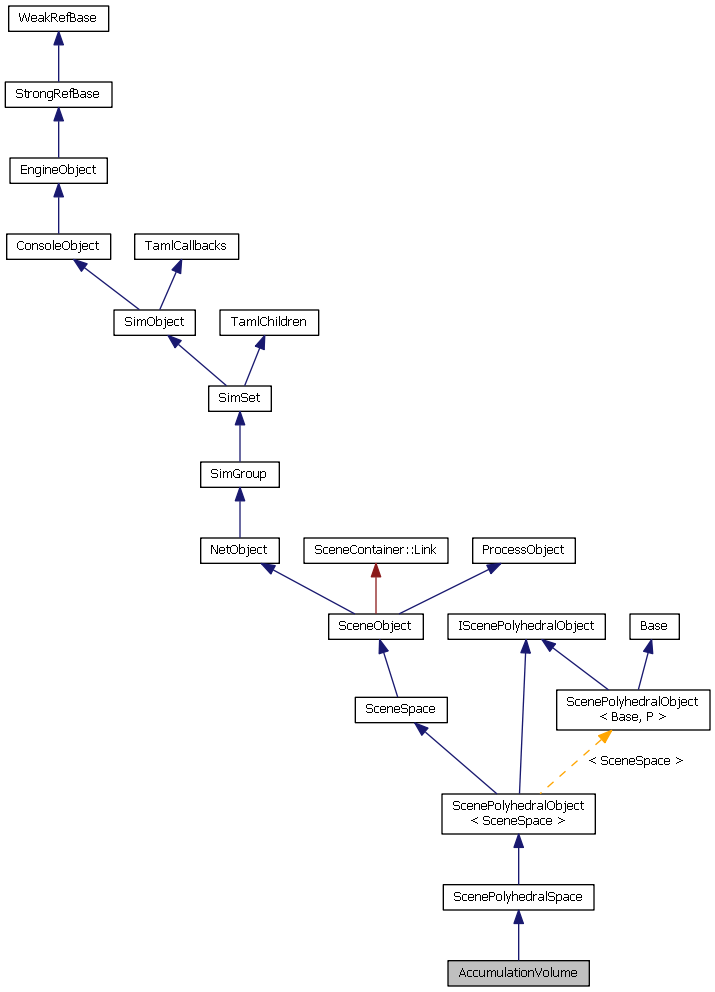 WeakRefBase
StrongRefBase
EngineObject
ConsoleObject
TamlCallbacks
SimObject
TamlChildren
SimSet
SimGroup
NetObject
SceneContainer::Link
ProcessObject
SceneObject
IScenePolyhedralObject
Base
SceneSpace
ScenePolyhedralObject
< Base, P >
< SceneSpace >
ScenePolyhedralObject
< SceneSpace >
ScenePolyhedralSpace
AccumulationVolume